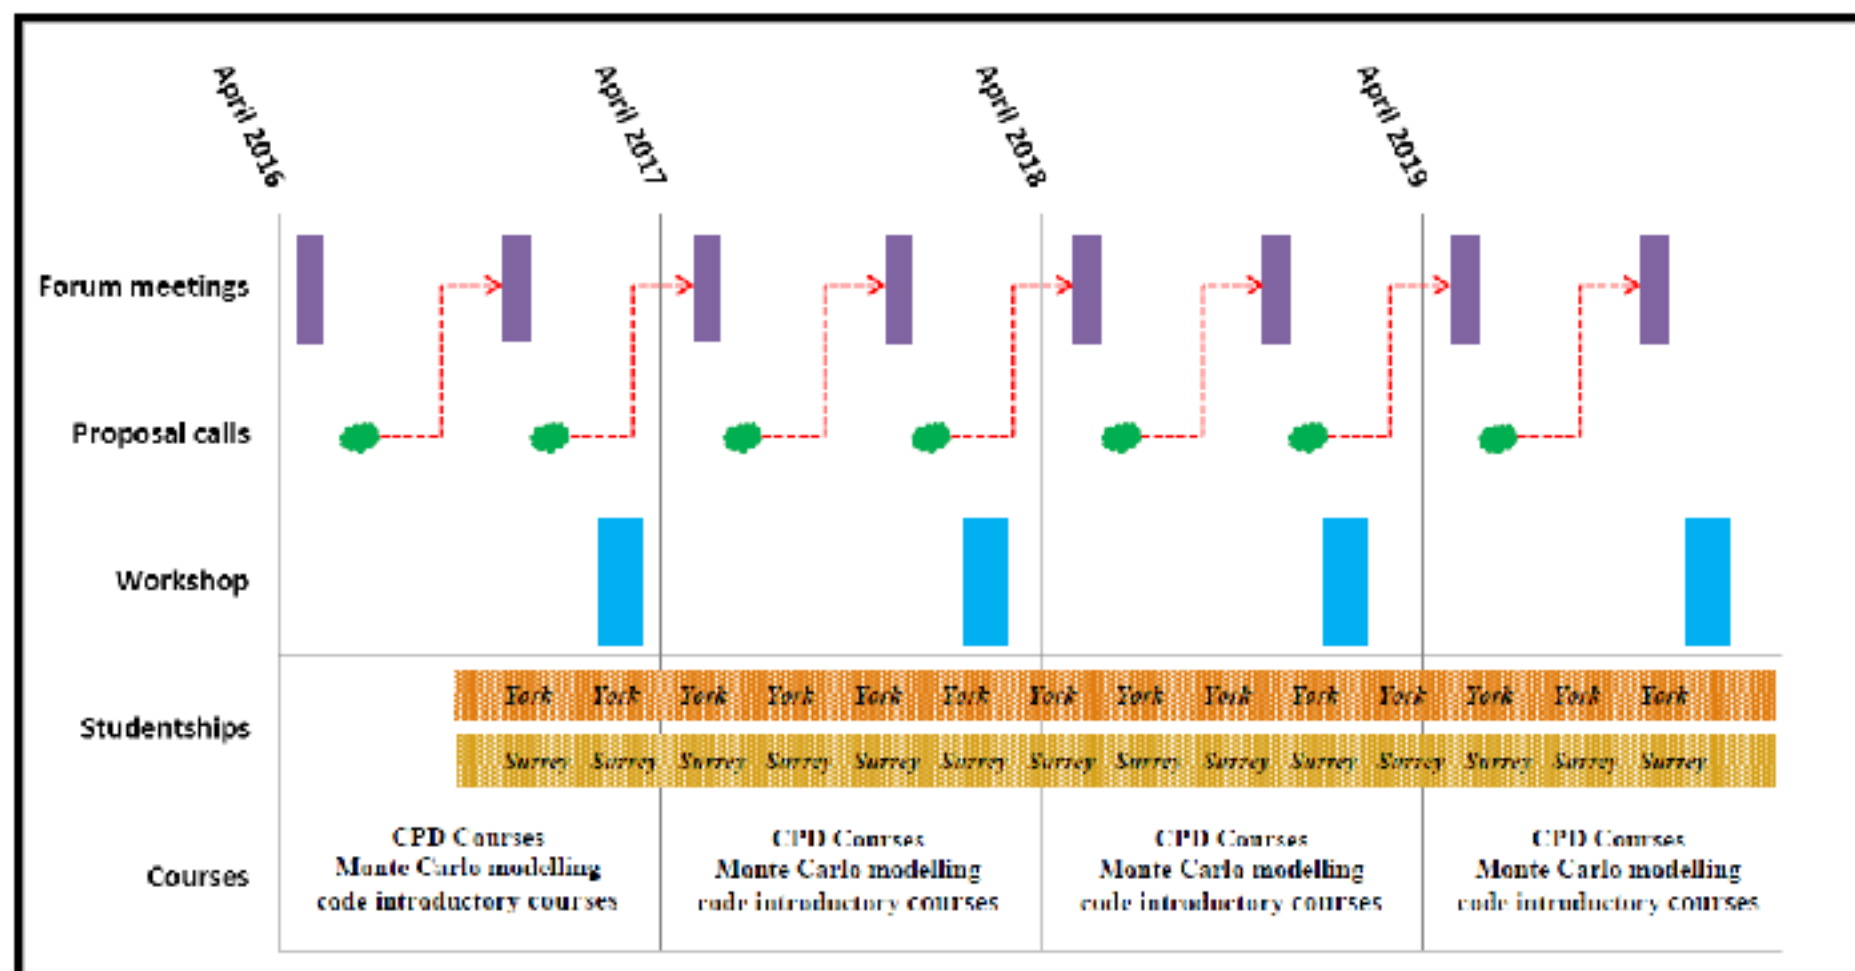 April 2016
April 2017
April 2018
April 2019
Forum meetings
Proposal calls
Workshop
Studentships
York York York York York York York York York York York York York York
Surrey Surrey Surrey Surrey Surrey Surrey Surrey Surrey Surrey Surrey Surrey Surrey Surrey Surrey
Courses
CPD Courses
Monte Carlo modelling
code introductory courses
CPD Courses
Monte Carlo modelling
code introductory courses
CPD Courses
Monte Carlo modelling
code introductory courses
CPD Courses
Monte Carlo modelling
code introductory courses